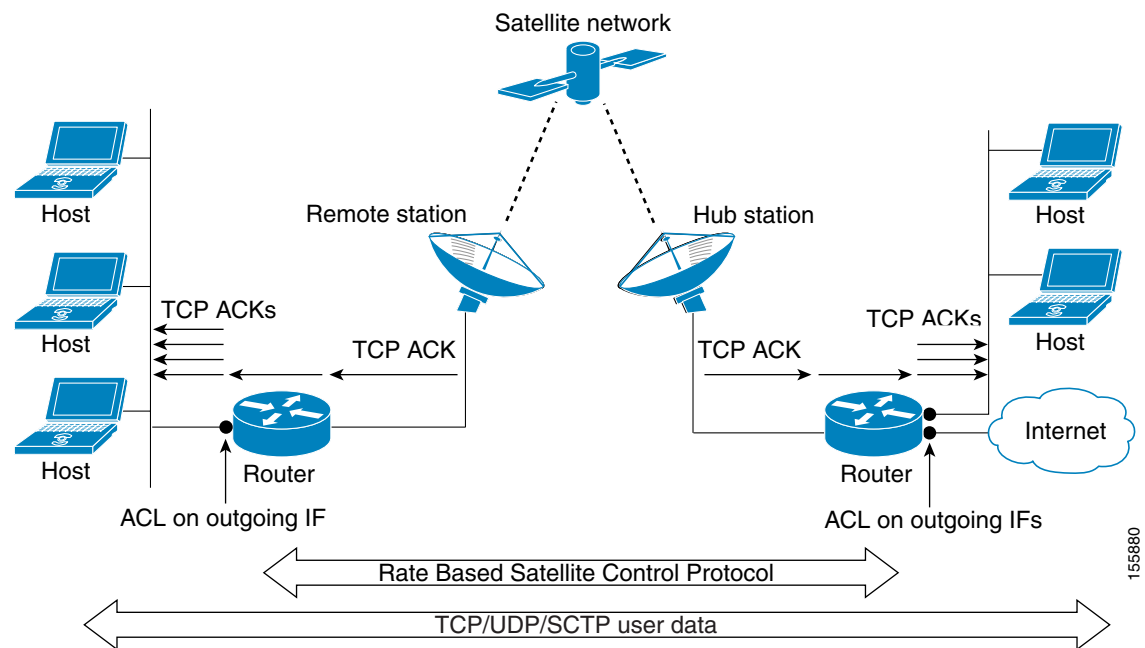 Satellite network
Host
Remote station
Hub station
Host
TCP ACKs
TCP ACKs
Host
TCP ACK
TCP ACK
Host
Internet
Host
Router
Router
ACL on outgoing IF
ACL on outgoing IFs
Rate Based Satellite Control Protocol
155880
TCP/UDP/SCTP user data